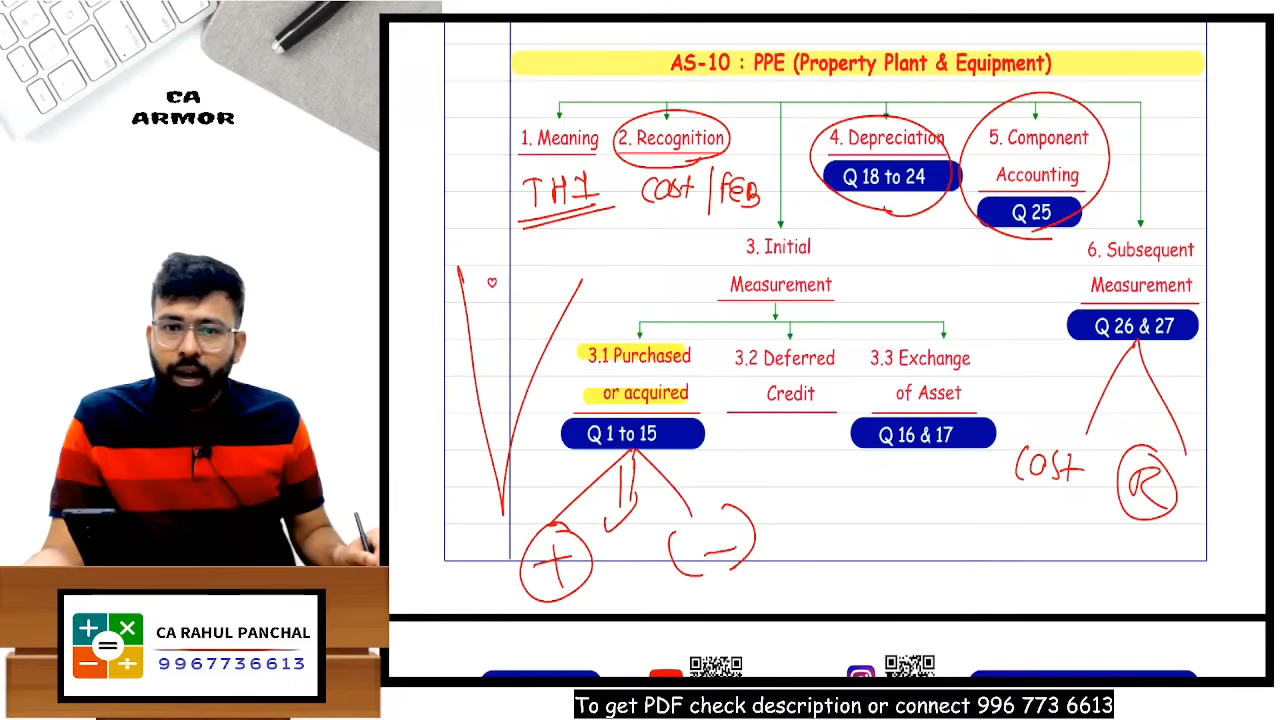 CA
ARMOR
AS-10 : PPE (Property Plant & Equipment)
1. Meaning
THI
2. Recognition
Cost / FEB
4. Depreciation
Q 18 to 24
5. Component
Accounting
Q 25
3. Initial
Measurement
6. Subsequent
Measurement
Q 26 & 27
3.1 Purchased
or acquired
Q 1 to 15
3.2 Deferred
Credit
3.3 Exchange
of Asset
Q 16 & 17
+
(-)
Cost
R
CA RAHUL PANCHAL
9967736613
To get PDF check description or connect 996 773 6613